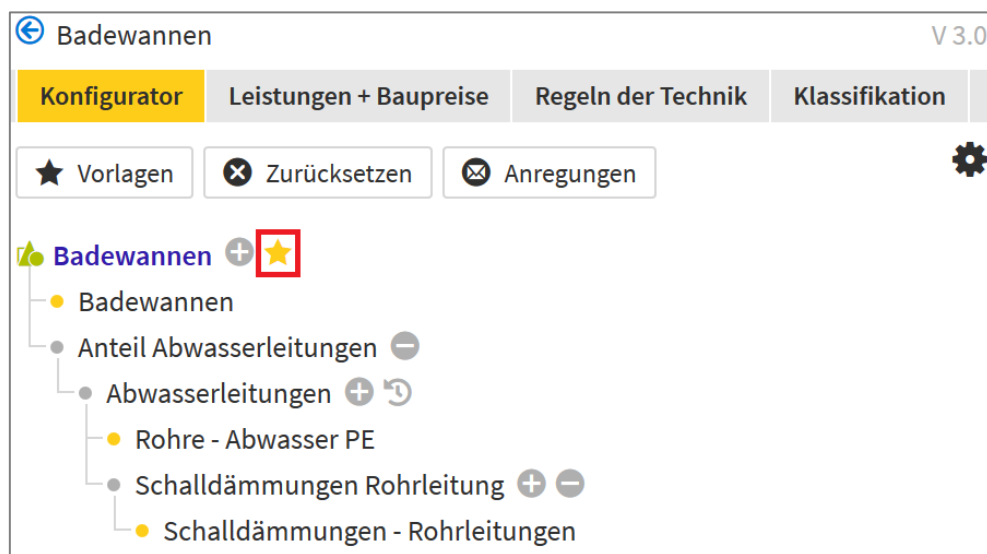 Badewannen V 3.0
Konfigurator Leistungen + Baupreise Regeln der Technik Klassifikation
Vorlagen Zurücksetzen Anregungen
Badewannen
Badewannen
Anteil Abwasserleitungen
Abwasserleitungen
Rohre - Abwasser PE
Schalldämmungen Rohrleitung
Schalldämmungen - Rohrleitungen